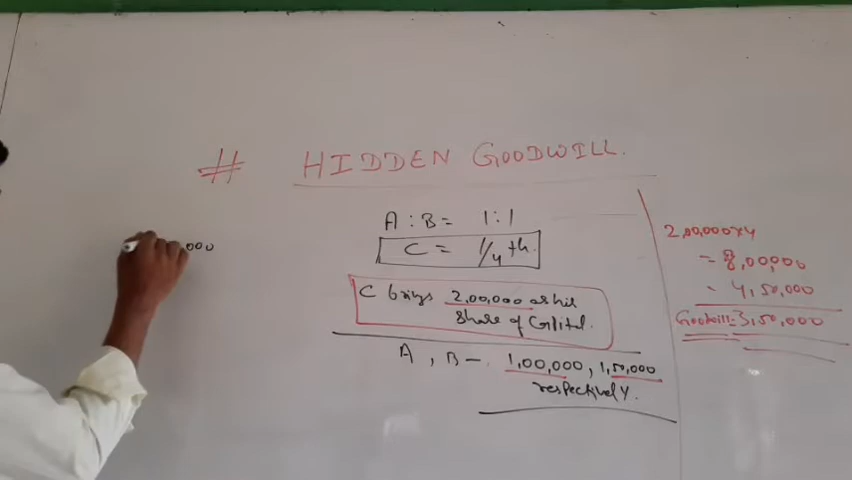 # HIDDEN GOODWILL.
A : B = 1:1
C = 1/4 th.
C brings 2,00,000 as his
share of Capital.
A , B – 1,00,000, 1,50,000
respectively.
2,00,000x4
= 8,00,000
- 4,50,000
Goodwill = 3,50,000
000